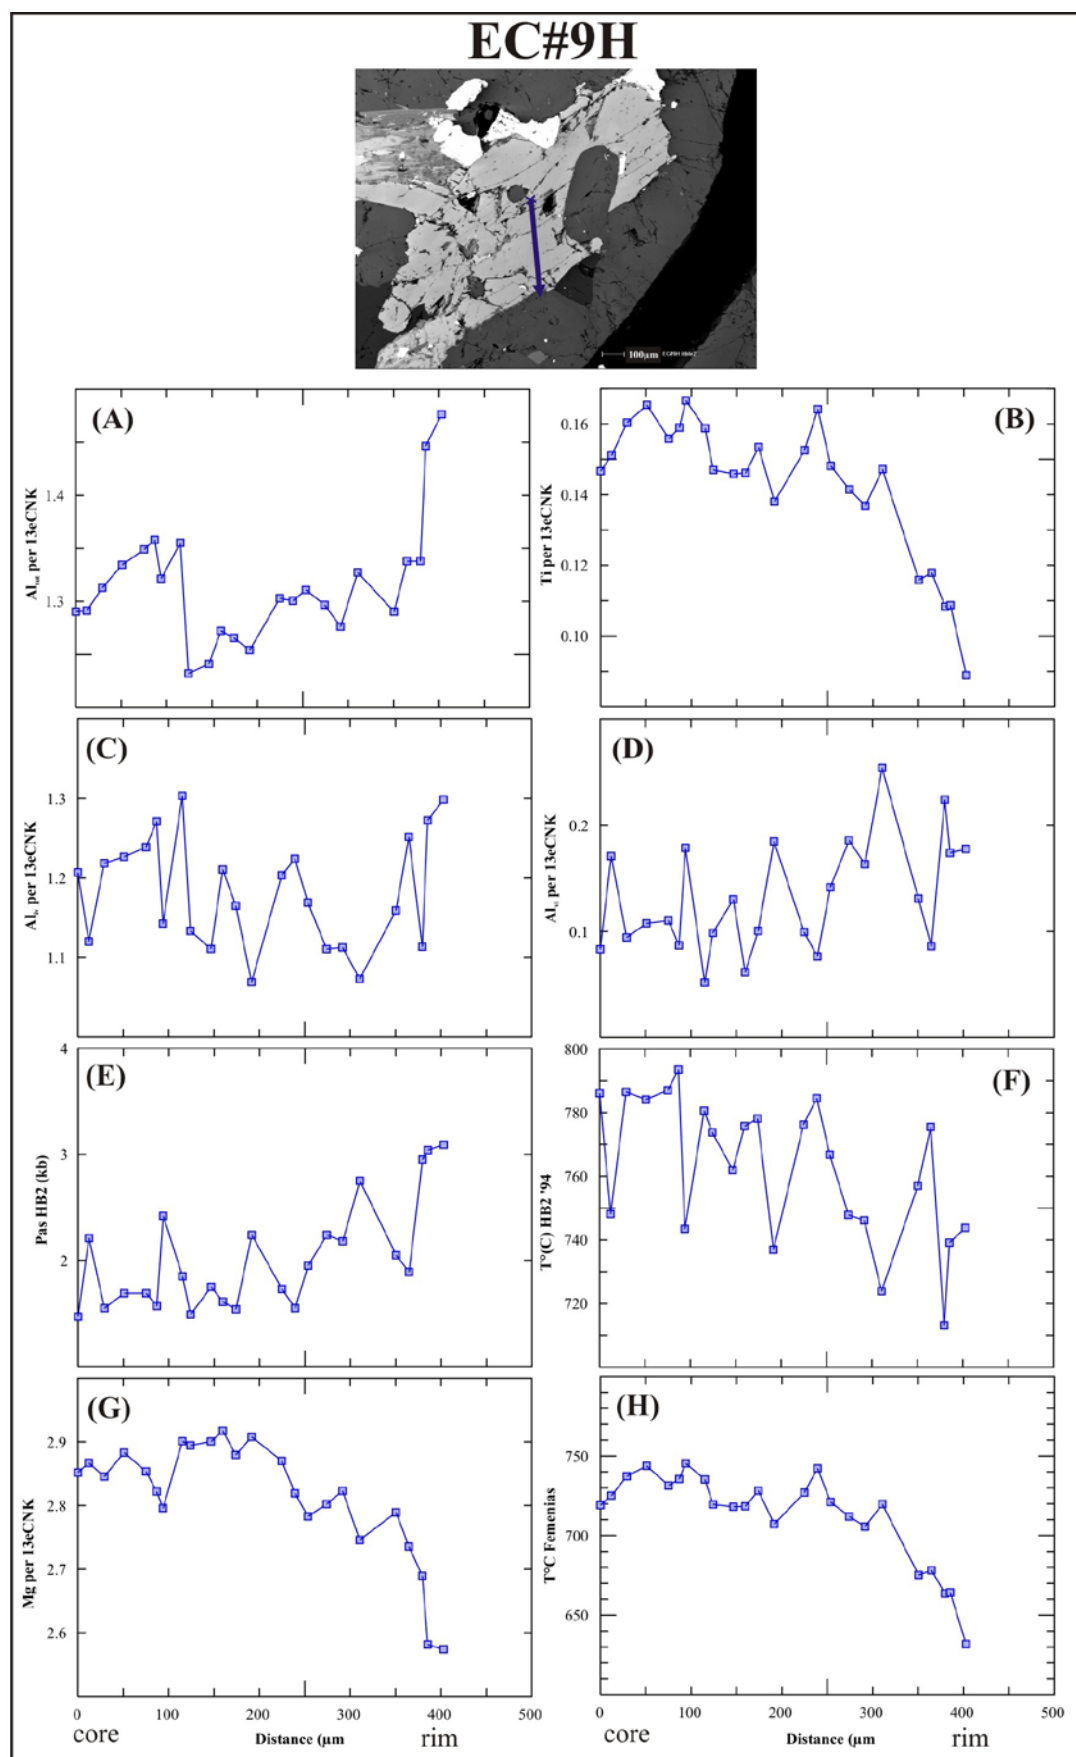 EC#9H
100µm
(A)
1.4
1.3
Al per 13eCNK
(B)
0.16
0.14
0.12
0.10
Ti per 13eCNK
(C)
1.3
1.2
1.1
Al per 13eCNK
(D)
0.2
0.1
Al per 13eCNK
(E)
4
3
2
Pas HB2 (kb)
(F)
800
780
760
740
720
T°(C) HB2 '94
(G)
2.9
2.8
2.7
2.6
Mg per 13eCNK
(H)
750
700
650
T°C Femenias
0 100 200 300 400 500
core Distance (µm rim
0 100 200 300 400 500
core Distance (µm rim